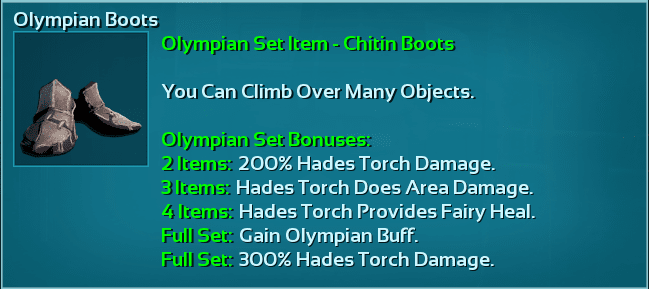 Olympian Boots
Olympian Set Item - Chitin Boots
You Can Climb Over Many Objects.
Olympian Set Bonuses:
2 Items: 200% Hades Torch Damage.
3 Items: Hades Torch Does Area Damage.
4 Items: Hades Torch Provides Fairy Heal.
Full Set: Gain Olympian Buff.
Full Set: 300% Hades Torch Damage.